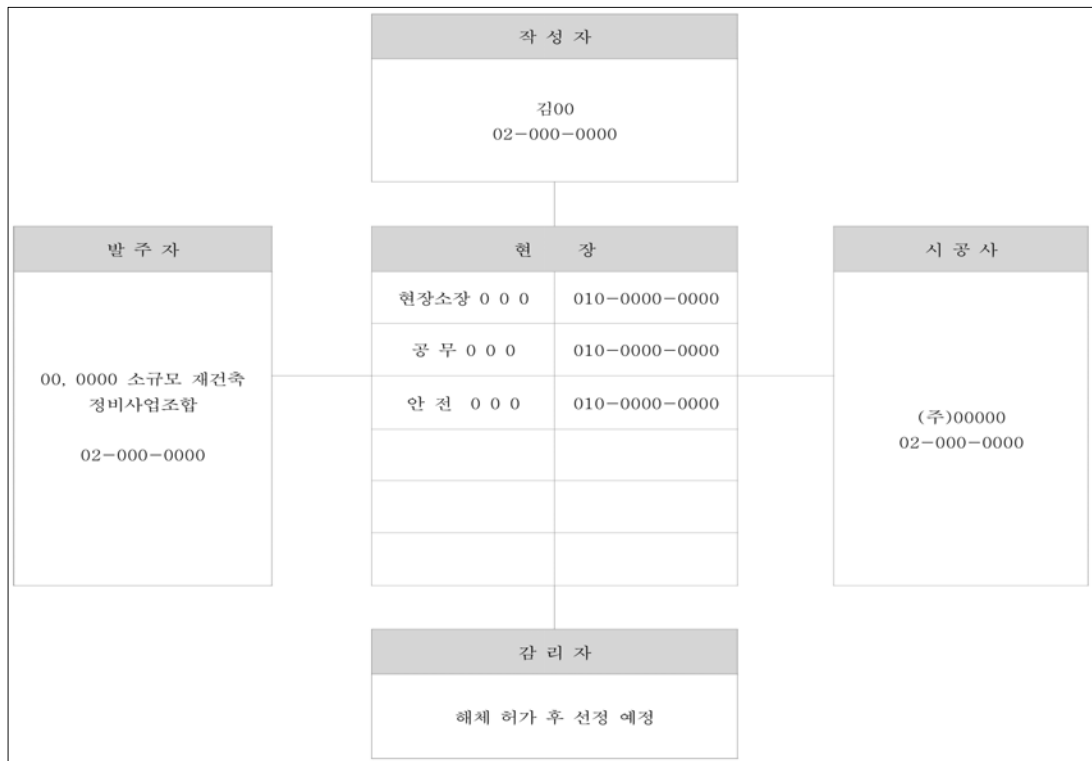 작 성 자
김00
02-000-0000
발 주 자
00, 0000 소규모 재건축
정비사업조합
02-000-0000
현 장
현장소장 0 0 0 010-0000-0000
공 무 0 0 0 010-0000-0000
안 전 0 0 0 010-0000-0000
시 공 사
(주)00000
02-000-0000
감 리 자
해체 허가 후 선정 예정